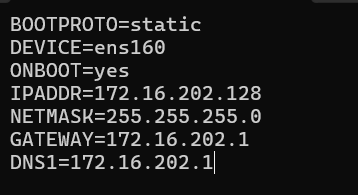 BOOTPROTO=static
DEVICE=ens160
ONBOOT=yes
IPADDR=172.16.202.128
NETMASK=255.255.255.0
GATEWAY=172.16.202.1
DNS1=172.16.202.1